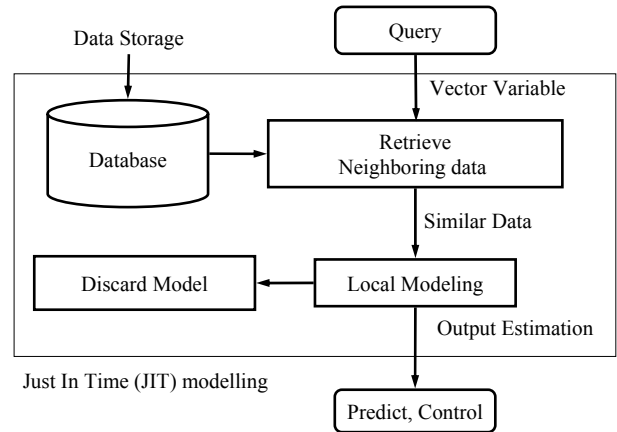 Data Storage
Query
Vector Variable
Database
Retrieve
Neighboring data
Similar Data
Discard Model
Local Modeling
Output Estimation
Just In Time (JIT) modelling
Predict, Control